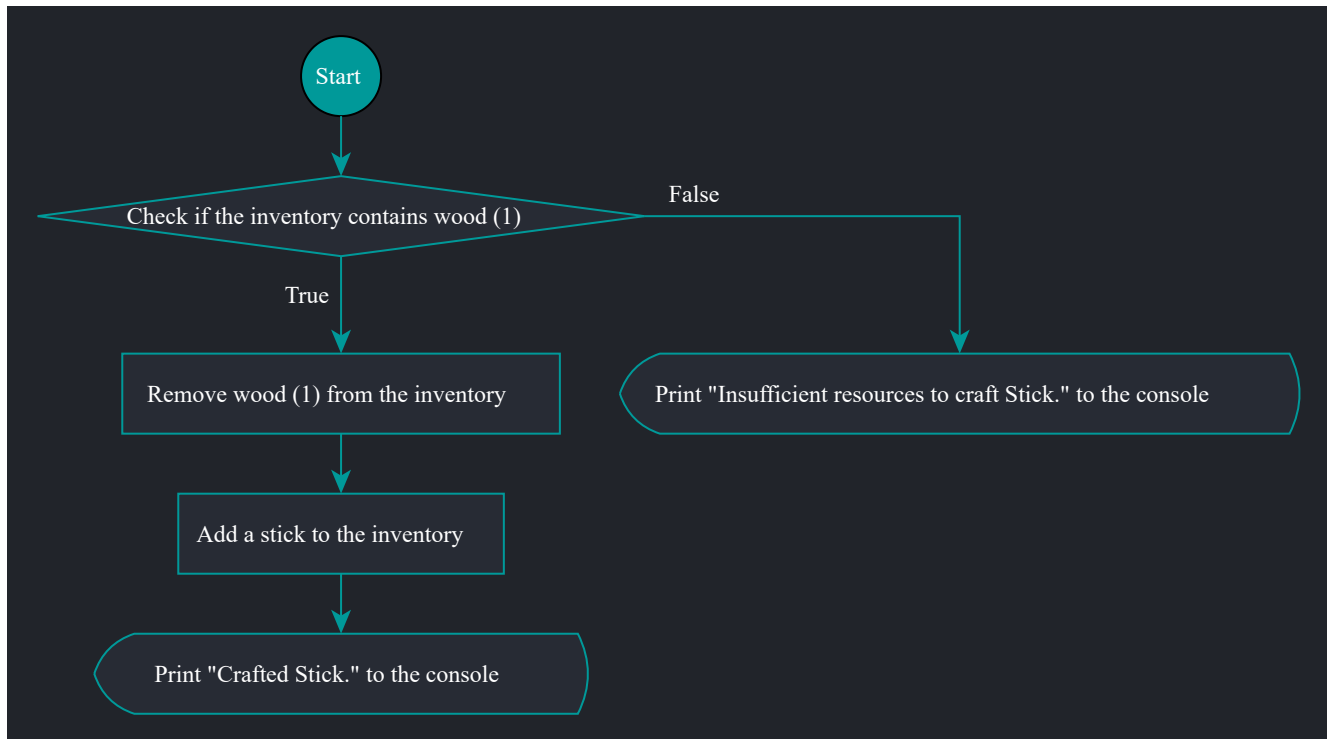 Start
Check if the inventory contains wood (1)
False
True
Remove wood (1) from the inventory
Print "Insufficient resources to craft Stick." to the console
Add a stick to the inventory
Print "Crafted Stick." to the console